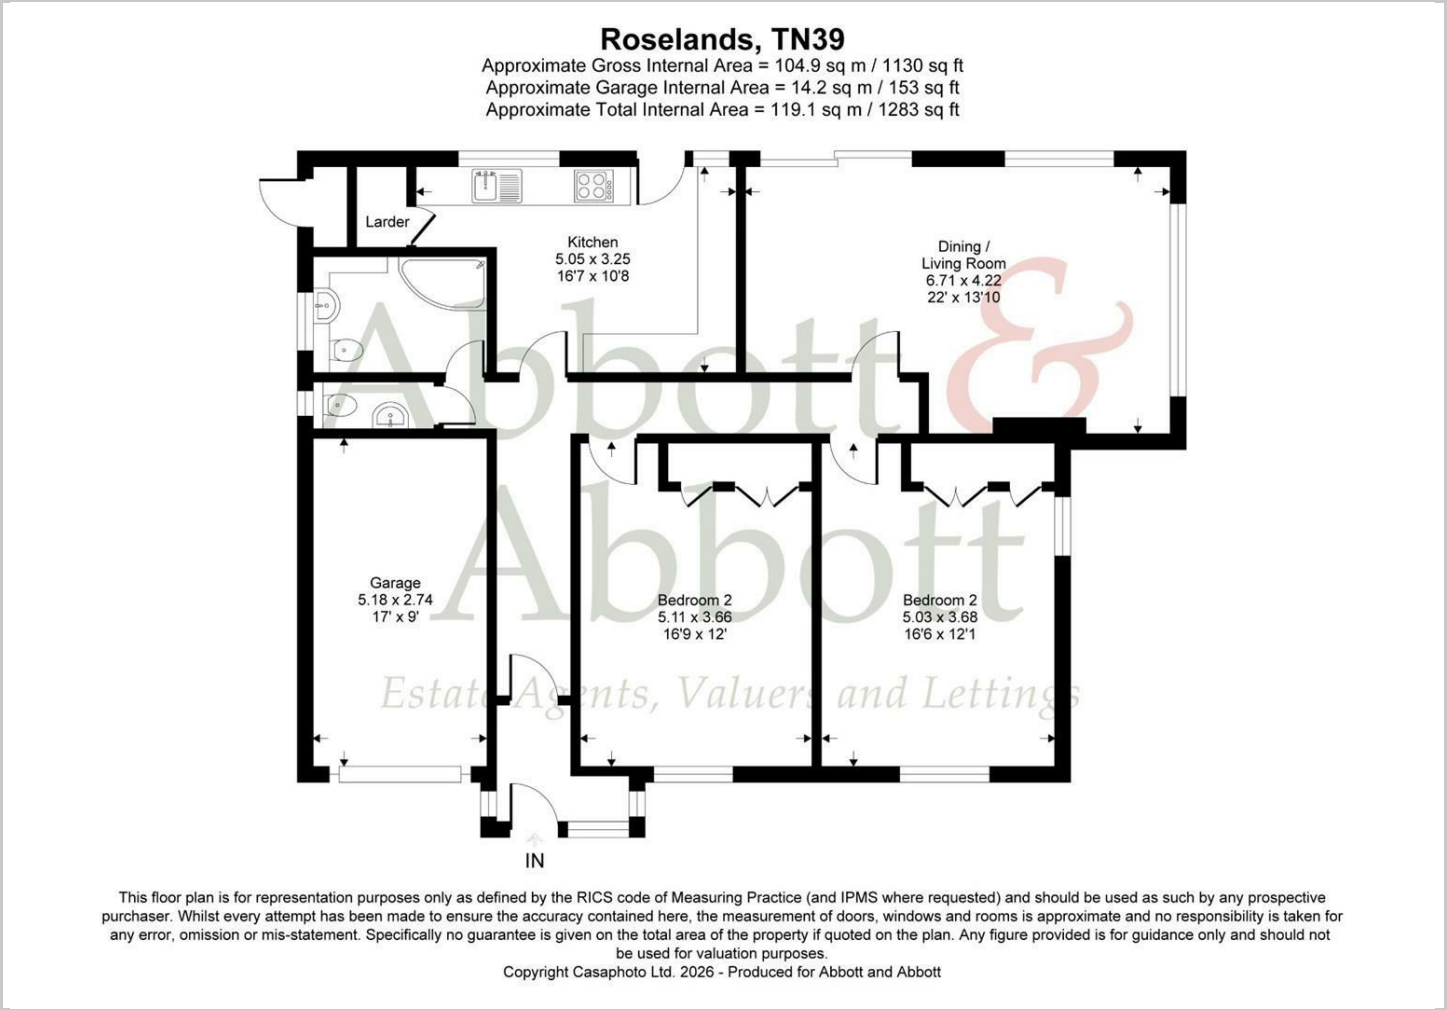 Roselands, TN39
Approximate Gross Internal Area = 104.9 sq m / 1130 sq ft
Approximate Garage Internal Area = 14.2 sq m / 153 sq ft
Approximate Total Internal Area = 119.1 sq m / 1283 sq ft
Larder
Kitchen
5.05 x 3.25
16'7 x 10'8
Dining /
Living Room
6.71 x 4.22
22' x 13'10
Abbott &
Abbott
Garage
5.18 x 2.74
17' x 9'
Bedroom 2
5.11 x 3.66
16'9 x 12'
Bedroom 2
5.03 x 3.68
16'6 x 12'1
Estate Agents, Valuers and Lettings
IN
This floor plan is for representation purposes only as defined by the RICS code of Measuring Practice (and IPMS where requested) and should be used as such by any prospective
purchaser. Whilst every attempt has been made to ensure the accuracy contained here, the measurement of doors, windows and rooms is approximate and no responsibility is taken for
any error, omission or mis-statement. Specifically no guarantee is given on the total area of the property if quoted on the plan. Any figure provided is for guidance only and should not
be used for valuation purposes.
Copyright Casaphoto Ltd. 2026 - Produced for Abbott and Abbott